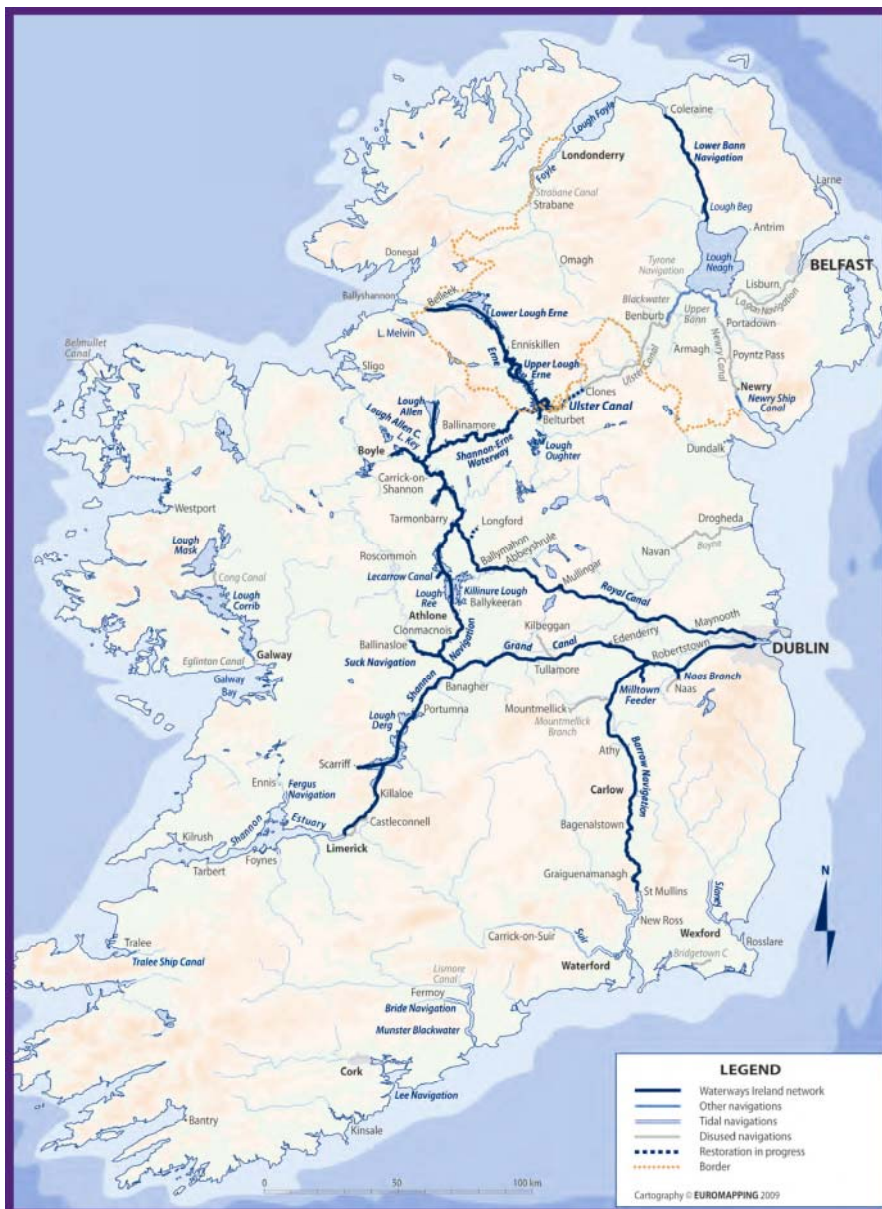 Coleraine
Lough Foyle
Londonderry
Lower Bann
Navigation
Foyle
Strabane Canal
Strabane
Larne
Lough Beg
Antrim
Donegal
Omagh
Tyrone
Navigation
Lough
Neagh
BELFAST
Lisburn
Lagan Navigation
Ballyshannon
Belleek
Lower Lough Erne
Blackwater
Benburb
Upper
Bann
Portadown
L. Melvin
Enniskillen
Erne
Ulster Canal
Armagh
Newry Canal
Poyntz Pass
Belmullet
Canal
Sligo
Upper Lough
Erne
Clones
Newry
Newry Ship
Canal
Lough
Allen
Ulster Canal
Belturbet
Lough Allen C.
Ballinamore
L. Key
Boyle
Shannon-Erne
Waterway
Lough
Oughter
Dundalk
Carrick-on-
Shannon
Westport
Tarmonbarry
Longford
Drogheda
Lough
Mask
Roscommon
Ballymahon
Abbeyshrule
Navan
Boyne
Cong Canal
Lecarrow Canal
Mullingar
Lough
Corrib
Lough
Ree
Killinure Lough
Ballykeeran
Royal Canal
Athlone
Kilbeggan
Maynooth
Clonmacnois
Galway
Ballinasloe
Navigation
Grand
Canal
Edenderry
Robertstown
DUBLIN
Eglinton Canal
Suck Navigation
Tullamore
Naas Branch
Galway
Bay
Shannon
Banagher
Milltown
Feeder
Naas
Lough
Derg
Portumna
Mountmellick
Mountmellick
Branch
Athy
Scarriff
Barrow Navigation
Ennis
Fergus
Navigation
Killaloe
Carlow
Shannon
Estuary
Castleconnell
Bagenalstown
Kilrush
Limerick
Tarbert
Foynes
Graiguenamanagh
St Mullins
N
New Ross
Slaney
Tralee
Carrick-on-Suir
Suir
Wexford
Rosslare
Tralee Ship Canal
Waterford
Bridgetown C
Lismore
Canal
Fermoy
Bride Navigation
Munster Blackwater
Cork
Lee Navigation
Bantry
Kinsale
0
50
100 km
LEGEND
Waterways Ireland network
Other navigations
Tidal navigations
Disused navigations
Restoration in progress
Border
Cartography © EUROMAPPING 2009